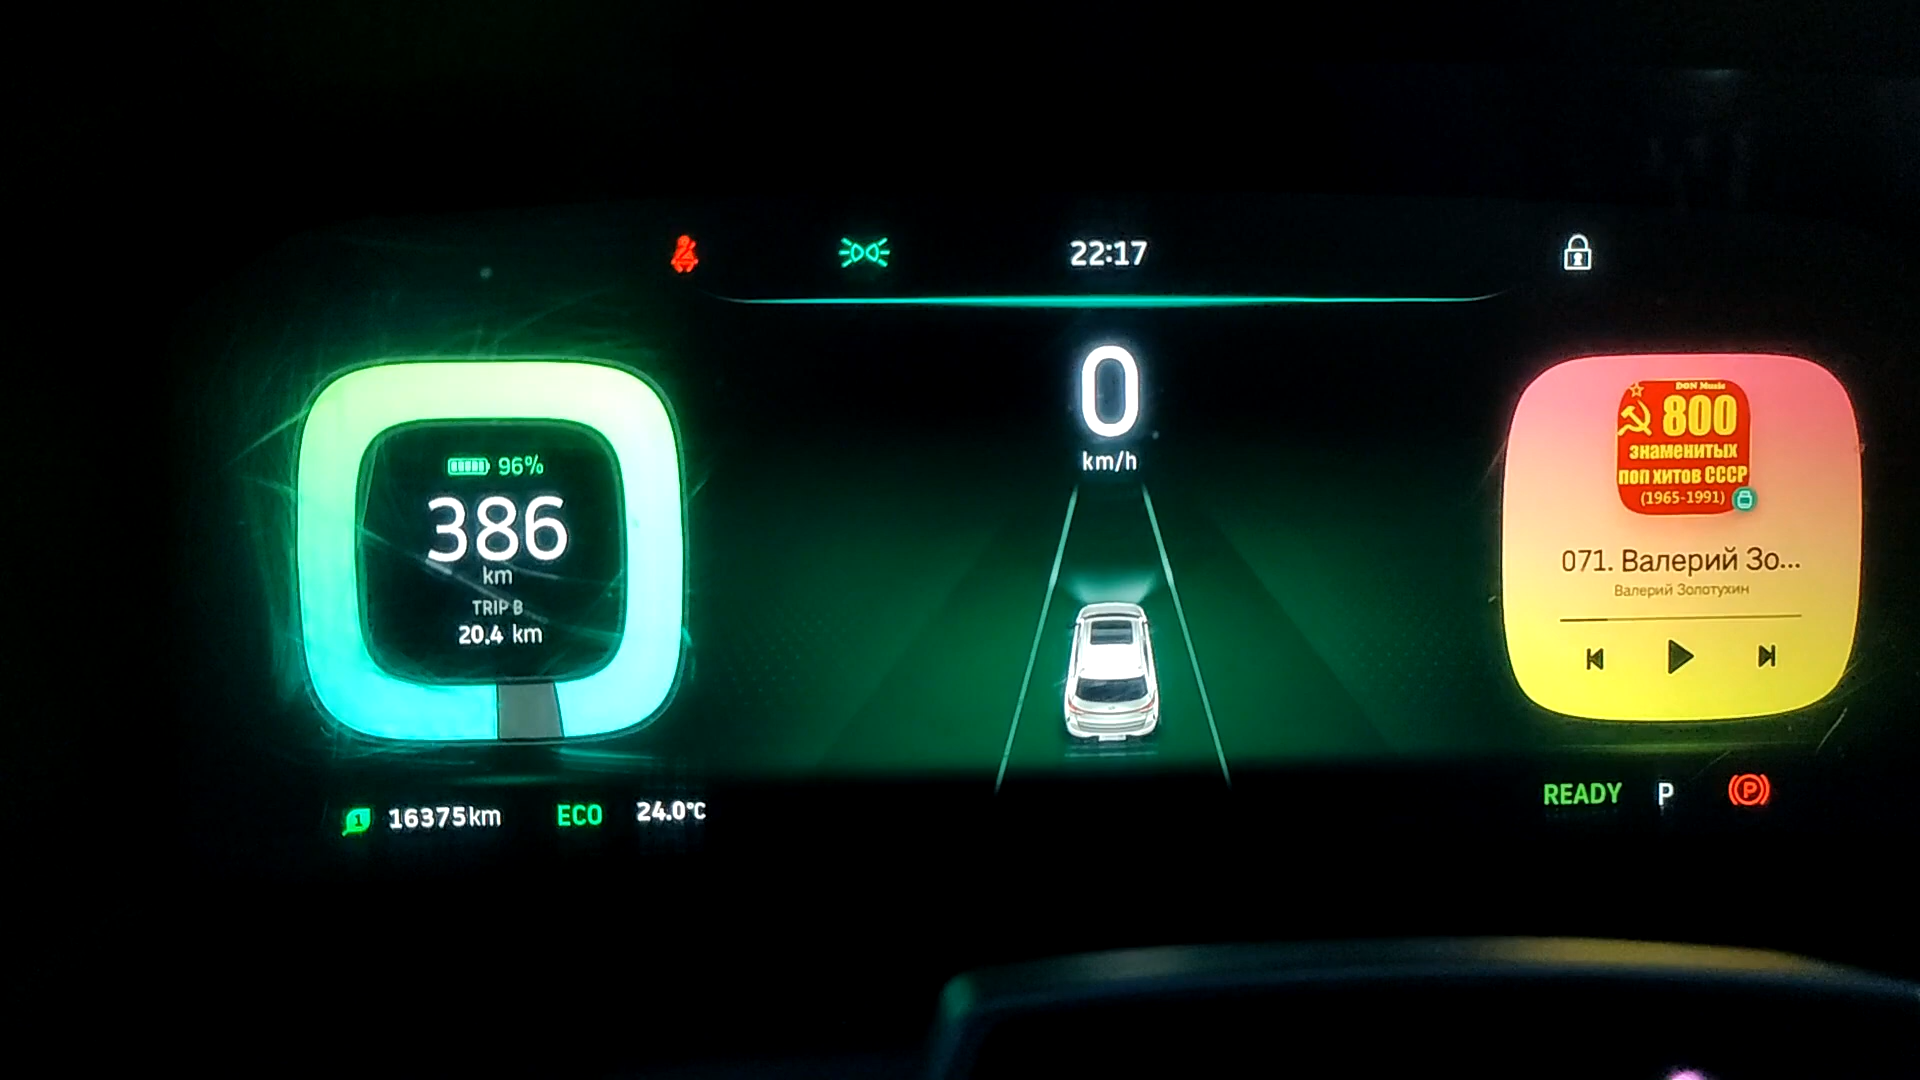 22:17
96%
386
km
TRIP B
20.4 km
16375km
ECO
24.0°C
0
km/h
DON Music
800
знаменитых
поп хитов СССР
(1965-1991)
071. Валерий Зо...
Валерий Золотухин
READY
P
P
1